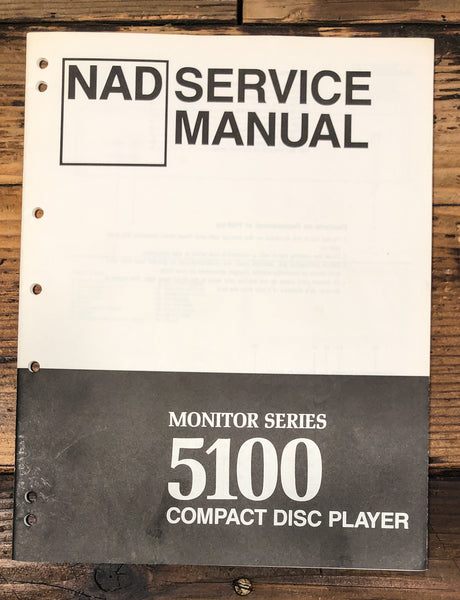 NAD SERVICE
MANUAL
MONITOR SERIES
5100
COMPACT DISC PLAYER